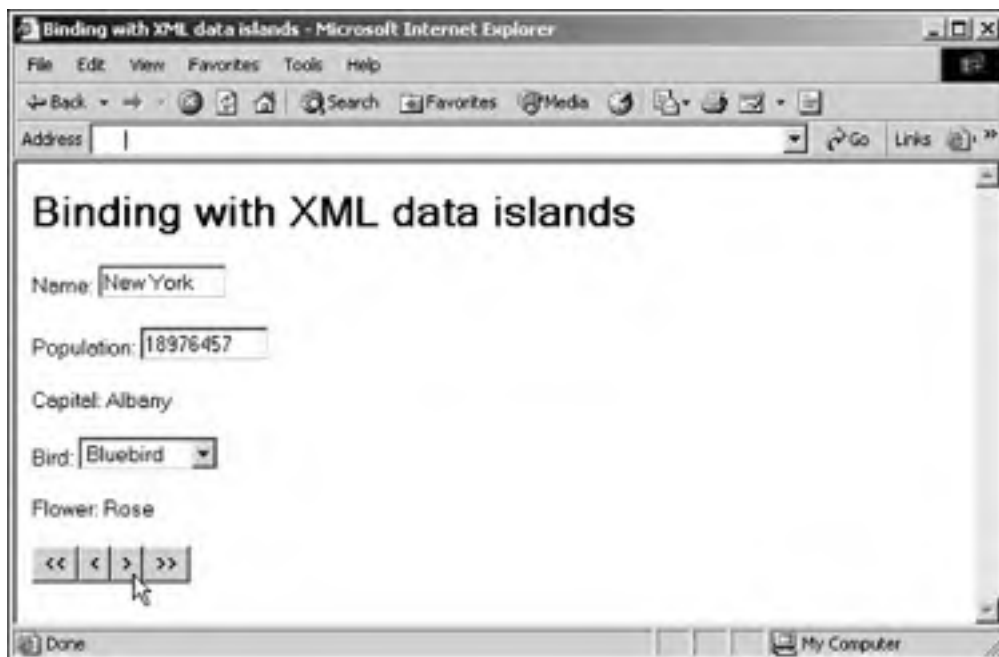 Binding with XML data islands - Microsoft Internet Explorer
File Edit View Favorites Tools Help
Back Search Favorites Media
Address Go Links »
Binding with XML data islands
Name: New York
Population: 18976457
Capital: Albany
Bird: Bluebird
Flower: Rose
<< < > >>
Done My Computer